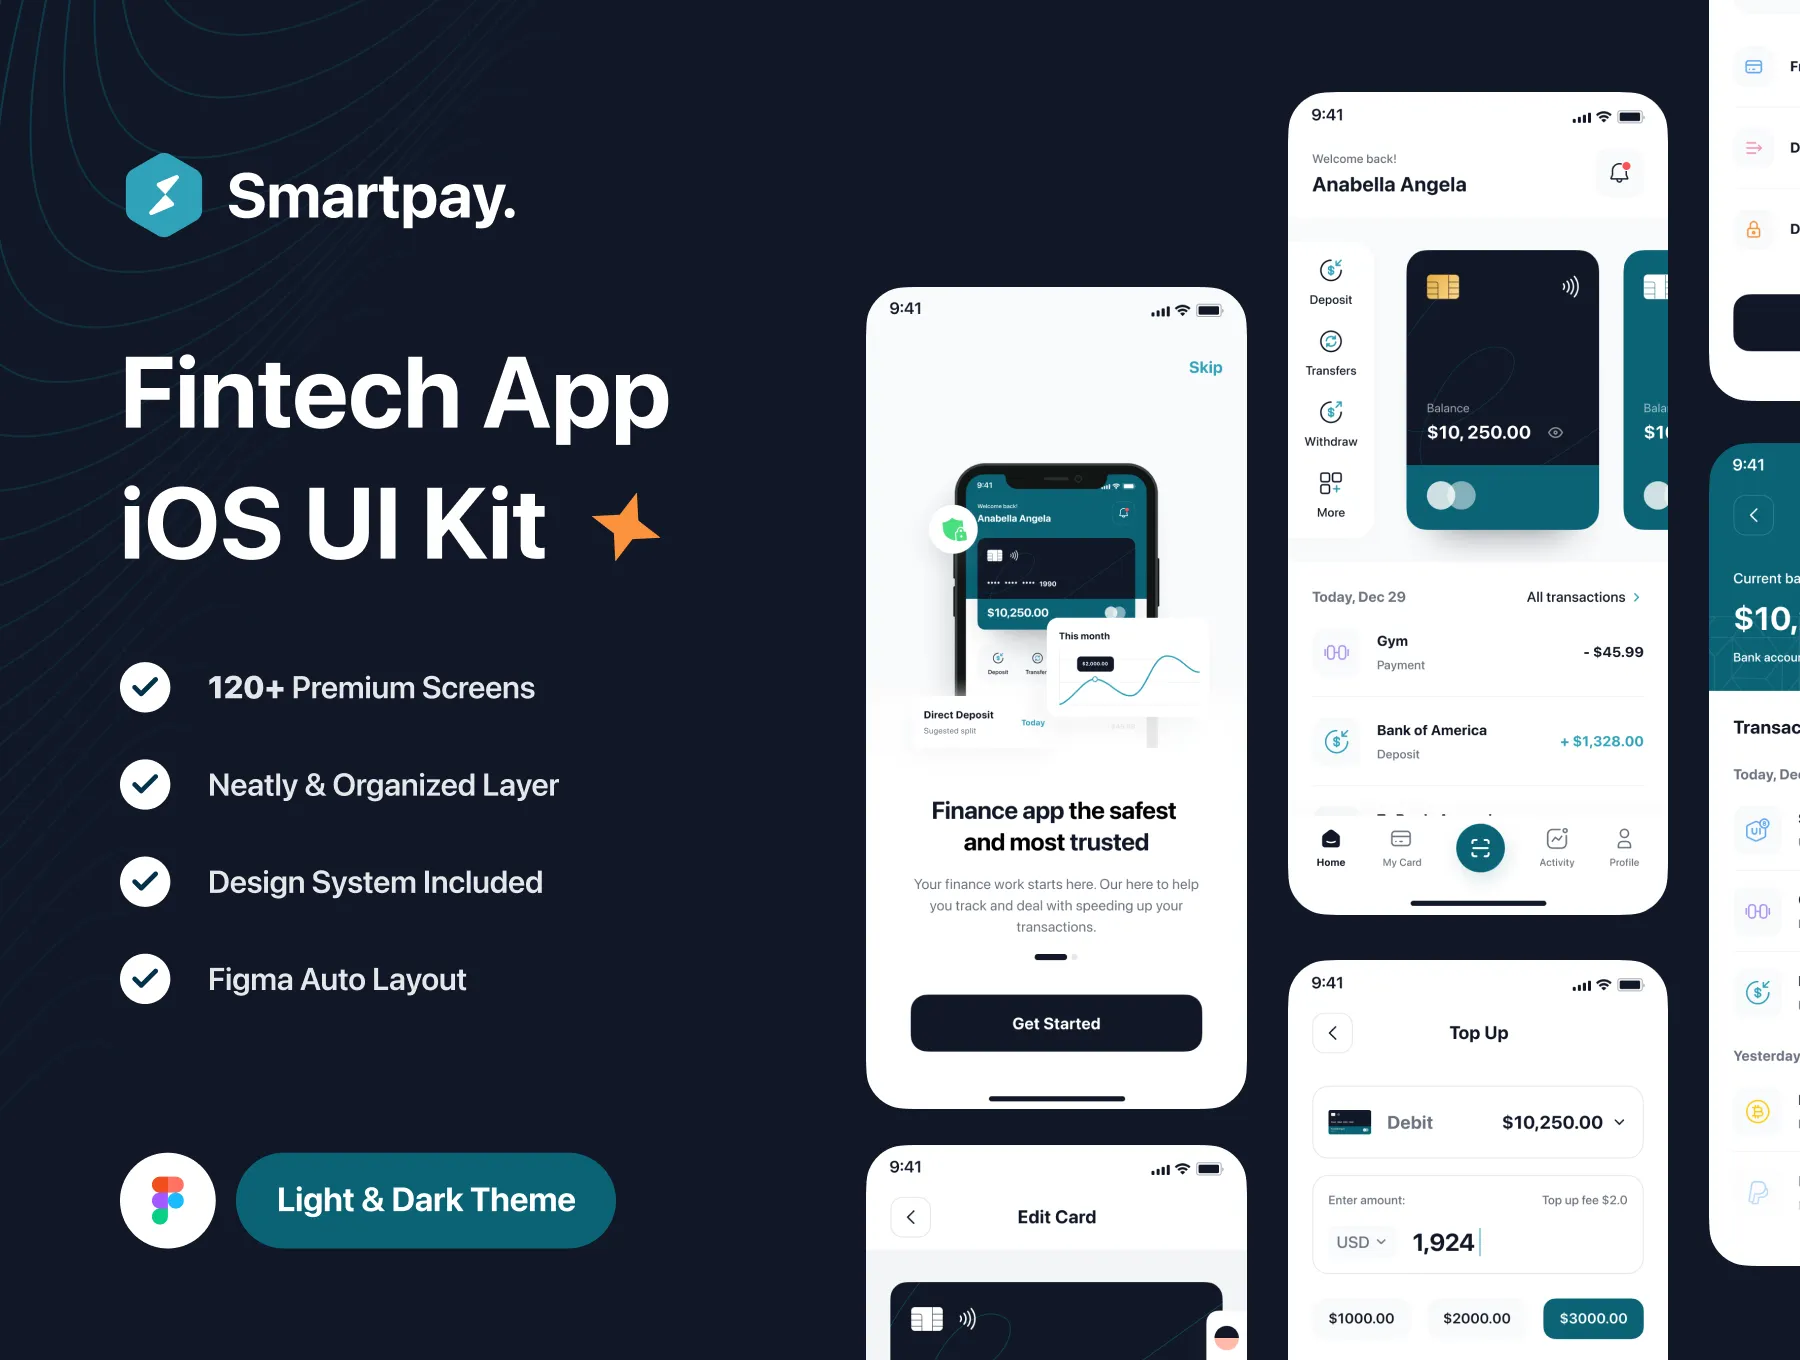 Smartpay.
Fintech App
iOS UI Kit
120+ Premium Screens
Neatly & Organized Layer
Design System Included
Figma Auto Layout
Light & Dark Theme
9:41
Skip
9:41
Welcome back!
Anabella Angela
•••• •••• •••• 1990
$10,250.00
This month
$2,000.00
Deposit
Transfer
Direct Deposit
Sugested split
Today
Finance app the safest
and most trusted
Your finance work starts here. Our here to help
you track and deal with speeding up your
transactions.
Get Started
9:41
Edit Card
9:41
Welcome back!
Anabella Angela
Deposit
Transfers
Withdraw
More
Balance
$10, 250.00
Today, Dec 29
All transactions
Gym
Payment
- $45.99
Bank of America
Deposit
+ $1,328.00
Home
My Card
Activity
Profile
9:41
Top Up
Debit
$10,250.00
Enter amount:
Top up fee $2.0
USD
1,924
$1000.00
$2000.00
$3000.00
9:41
Current ba
$10,
Bank accou
Transac
Today, Dec
Yesterday